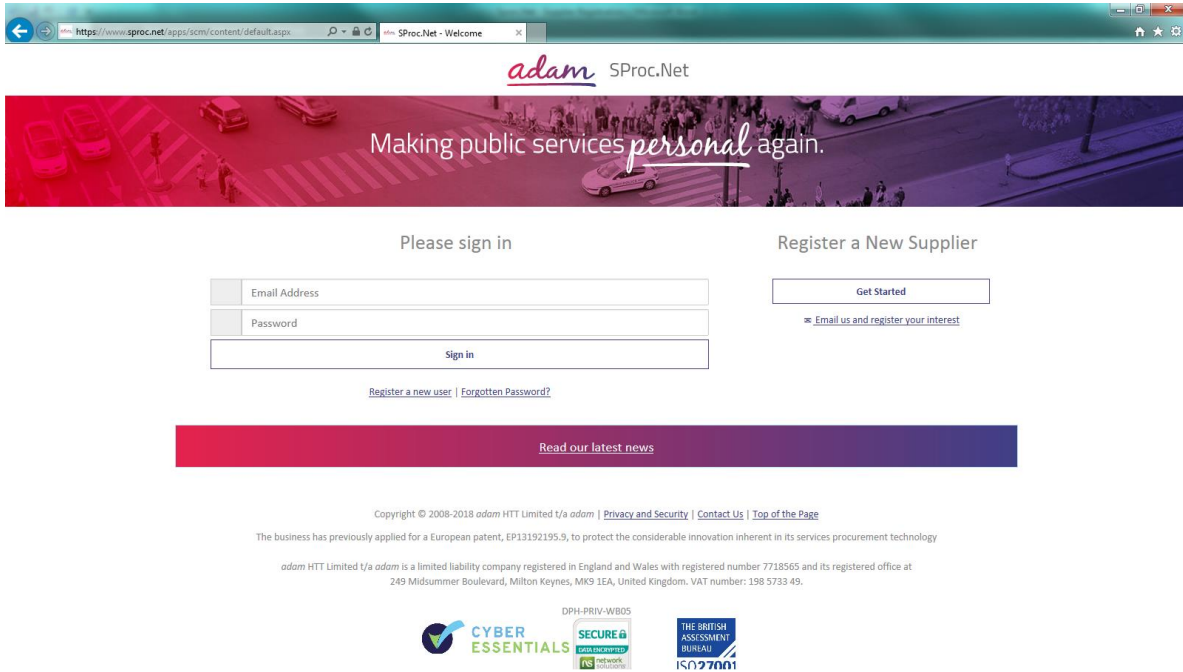 https://www.sproc.net/apps/scm/content/default.aspx
SProc.Net - Welcome
adam SProc.Net
Making public services personal again.
Please sign in
Email Address
Password
Sign in
Register a new user | Forgotten Password?
Register a New Supplier
Get Started
Email us and register your interest
Read our latest news
Copyright © 2008-2018 adam HTT Limited t/a adam | Privacy and Security | Contact Us | Top of the Page
The business has previously applied for a European patent, EP13192195.9, to protect the considerable innovation inherent in its services procurement technology
adam HTT Limited t/a adam is a limited liability company registered in England and Wales with registered number 7718565 and its registered office at
249 Midsummer Boulevard, Milton Keynes, MK9 1EA, United Kingdom. VAT number: 198 5733 49.
DPH-PRIV-WB05
CYBER
ESSENTIALS
SECURE
DATA ENCRYPTED
ns network
solutions
THE BRITISH
ASSESSMENT
BUREAU
ISO27001